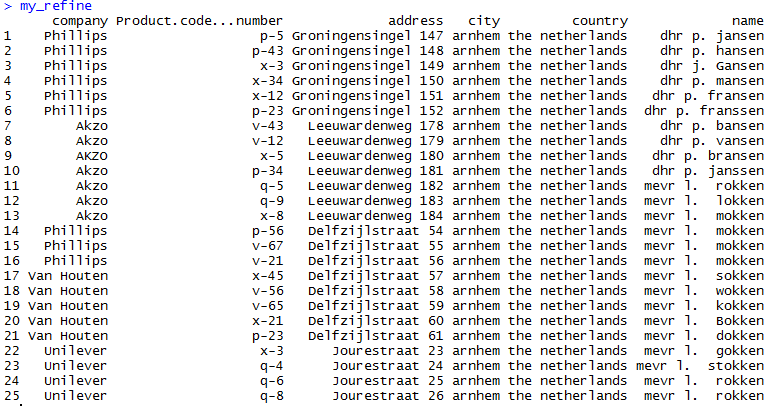 > my_refine
company Product.code...number address city country name
1 Phillips p-5 Groningensingel 147 arnhem the netherlands dhr p. jansen
2 Phillips p-43 Groningensingel 148 arnhem the netherlands dhr p. hansen
3 Phillips x-3 Groningensingel 149 arnhem the netherlands dhr j. Gansen
4 Phillips x-34 Groningensingel 150 arnhem the netherlands dhr p. mansen
5 Phillips x-12 Groningensingel 151 arnhem the netherlands dhr p. fransen
6 Phillips p-23 Groningensingel 152 arnhem the netherlands dhr p. franssen
7 Akzo v-43 Leeuwardenweg 178 arnhem the netherlands dhr p. bansen
8 Akzo v-12 Leeuwardenweg 179 arnhem the netherlands dhr p. vansen
9 AKZO x-5 Leeuwardenweg 180 arnhem the netherlands dhr p. bransen
10 Akzo p-34 Leeuwardenweg 181 arnhem the netherlands dhr p. janssen
11 Akzo q-5 Leeuwardenweg 182 arnhem the netherlands mevr l. rokken
12 Akzo q-9 Leeuwardenweg 183 arnhem the netherlands mevr l. lokken
13 Akzo x-8 Leeuwardenweg 184 arnhem the netherlands mevr l. mokken
14 Phillips p-56 Delfzijlstraat 54 arnhem the netherlands mevr l. mokken
15 Phillips v-67 Delfzijlstraat 55 arnhem the netherlands mevr l. mokken
16 Phillips v-21 Delfzijlstraat 56 arnhem the netherlands mevr l. mokken
17 Van Houten x-45 Delfzijlstraat 57 arnhem the netherlands mevr l. sokken
18 Van Houten v-56 Delfzijlstraat 58 arnhem the netherlands mevr l. wokken
19 Van Houten v-65 Delfzijlstraat 59 arnhem the netherlands mevr l. kokken
20 Van Houten x-21 Delfzijlstraat 60 arnhem the netherlands mevr l. Bokken
21 Van Houten p-23 Delfzijlstraat 61 arnhem the netherlands mevr l. dokken
22 Unilever x-3 Jourestraat 23 arnhem the netherlands mevr l. gokken
23 Unilever q-4 Jourestraat 24 arnhem the netherlands mevr l. stokken
24 Unilever q-6 Jourestraat 25 arnhem the netherlands mevr l. rokken
25 Unilever q-8 Jourestraat 26 arnhem the netherlands mevr l. rokken